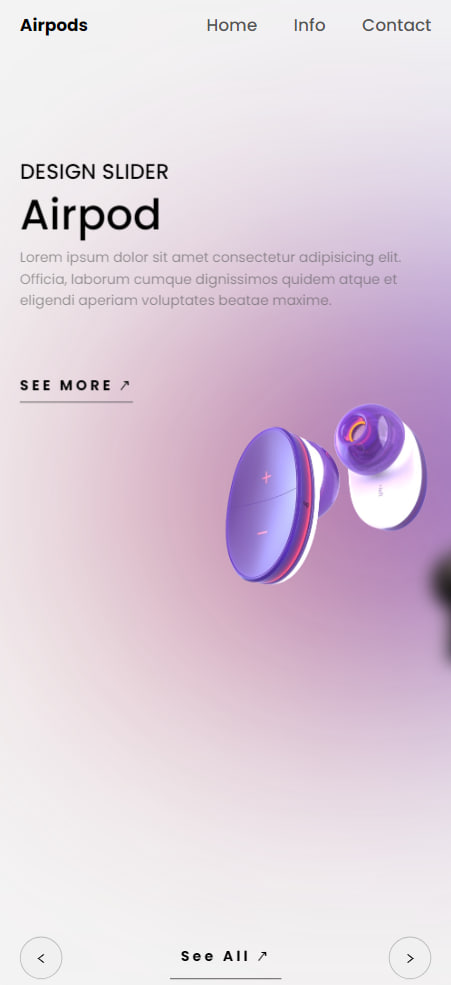 Airpods Home Info Contact
DESIGN SLIDER
Airpod
Lorem ipsum dolor sit amet consectetur adipisicing elit.
Officia, laborum cumque dignissimos quidem atque et
eligendi aperiam voluptates beatae maxime.
SEE MORE ↗
+
−
< See All ↗ >